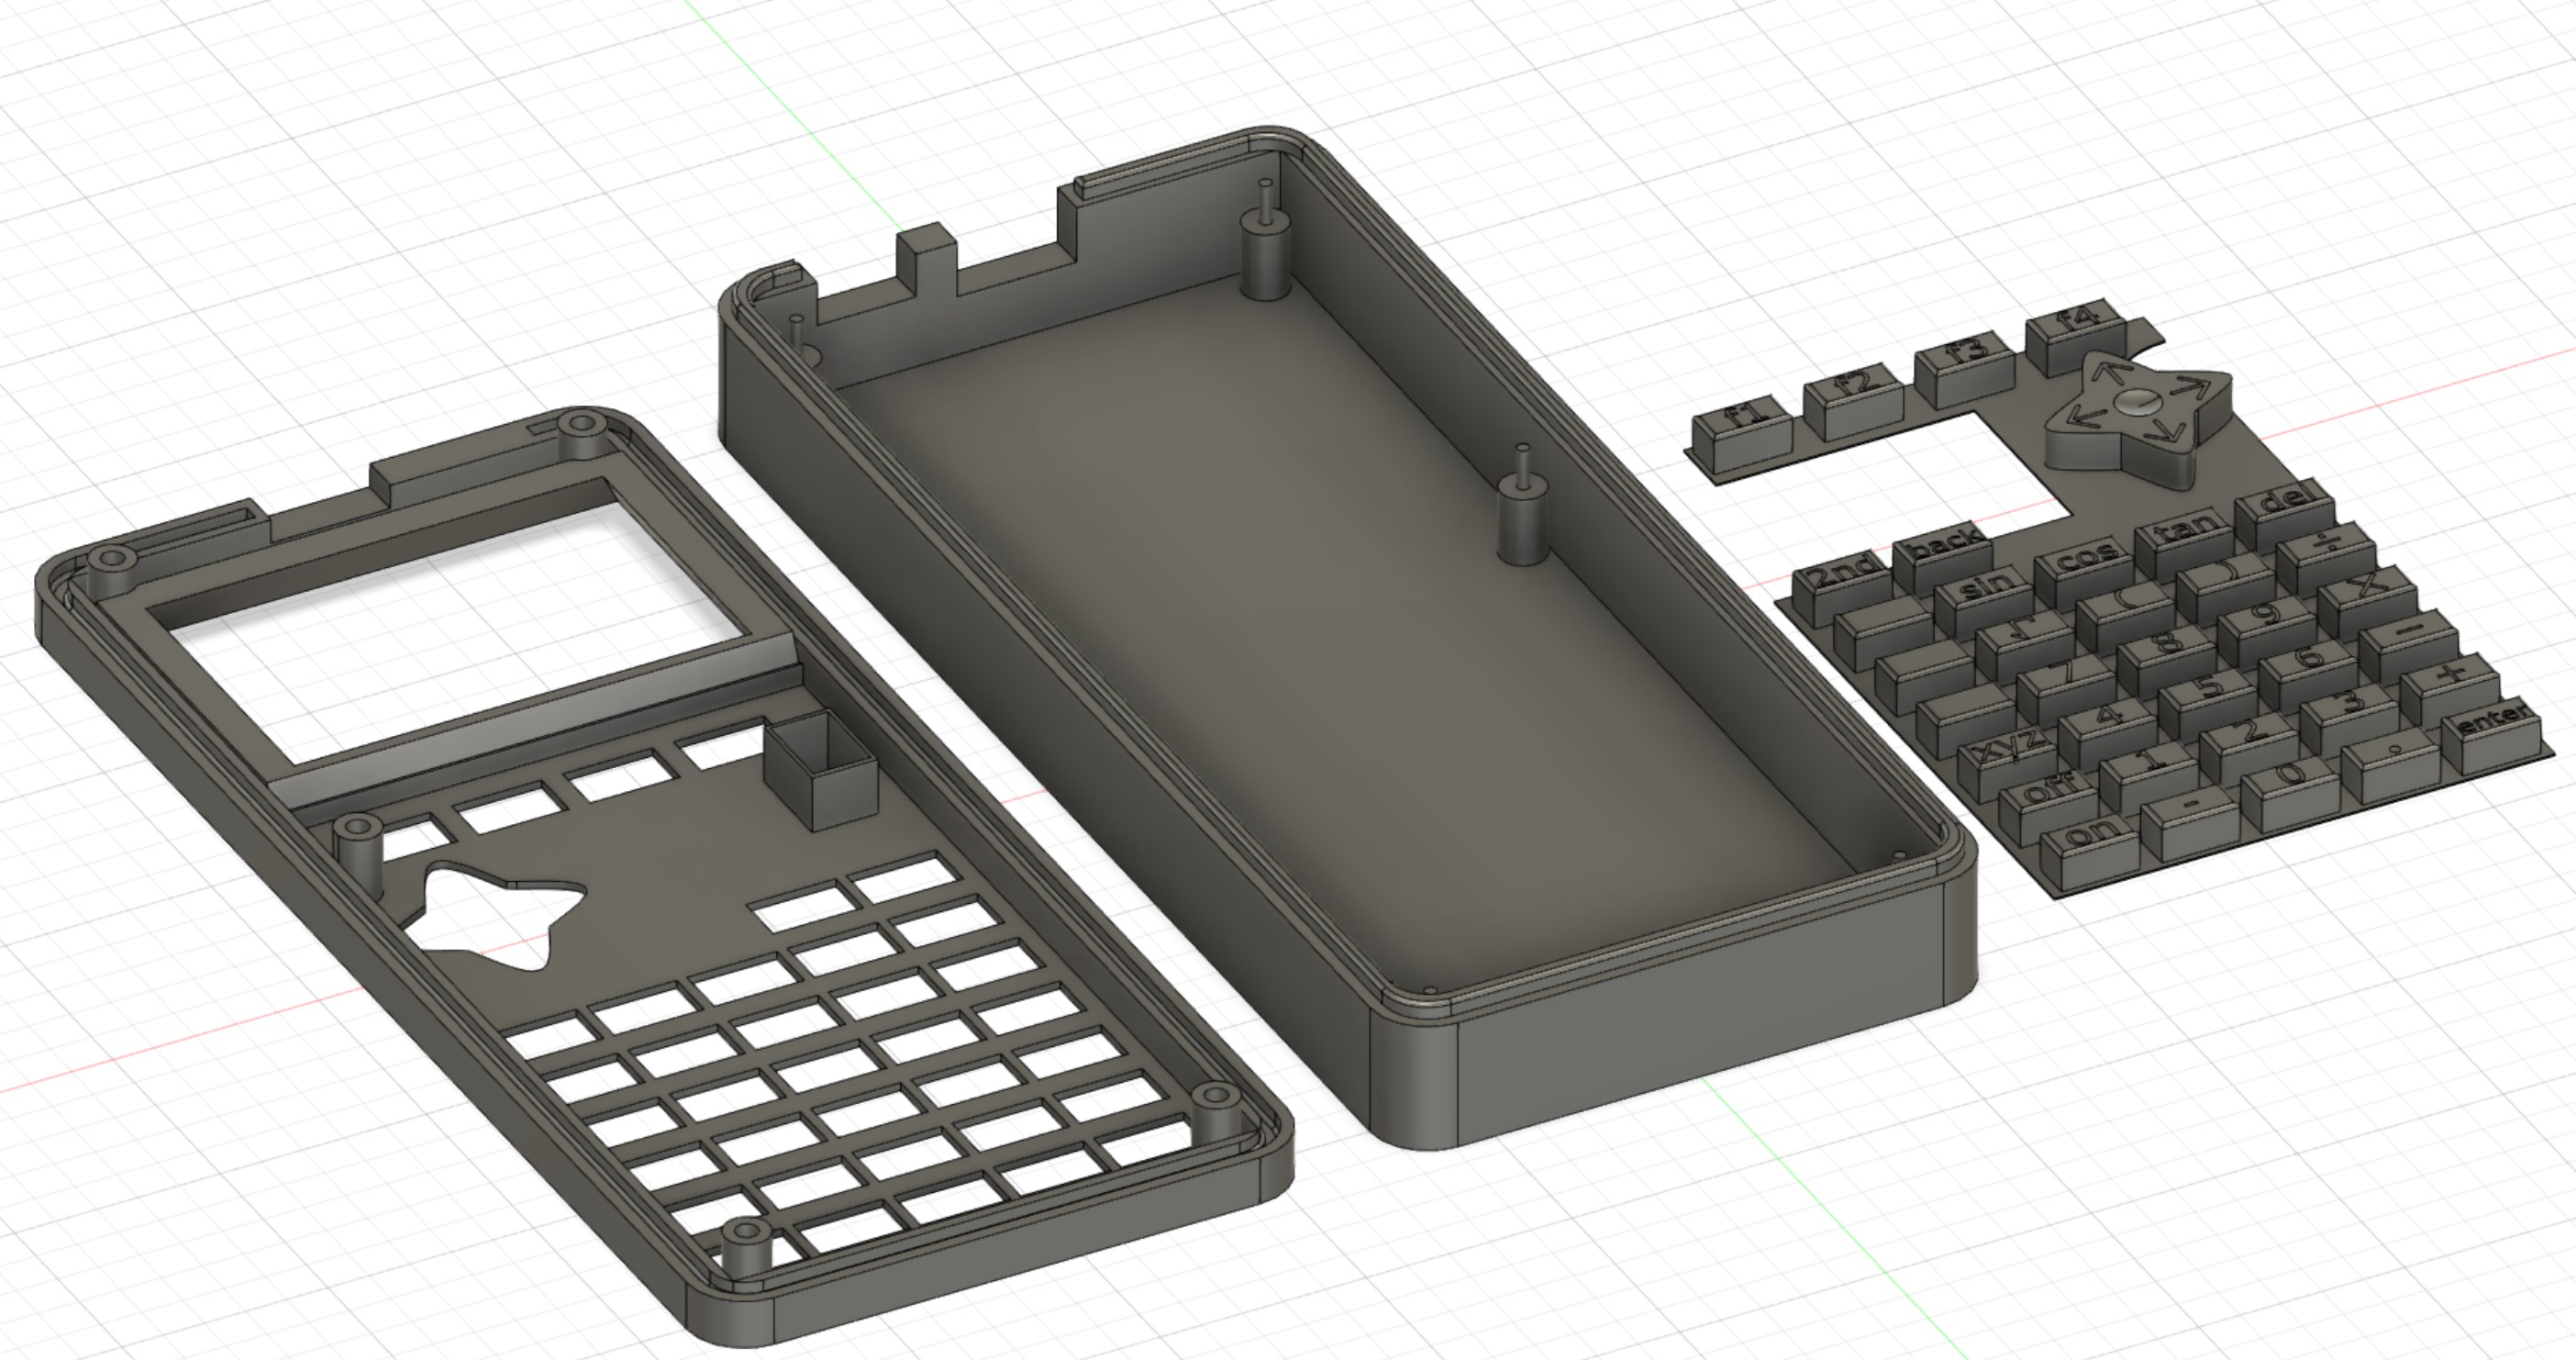 f1 f2 f3 f4
2nd back
sin cos tan del
√ ( ) ÷
7 8 9 ×
xyz 4 5 6 −
off 1 2 3 +
on - 0 . enter